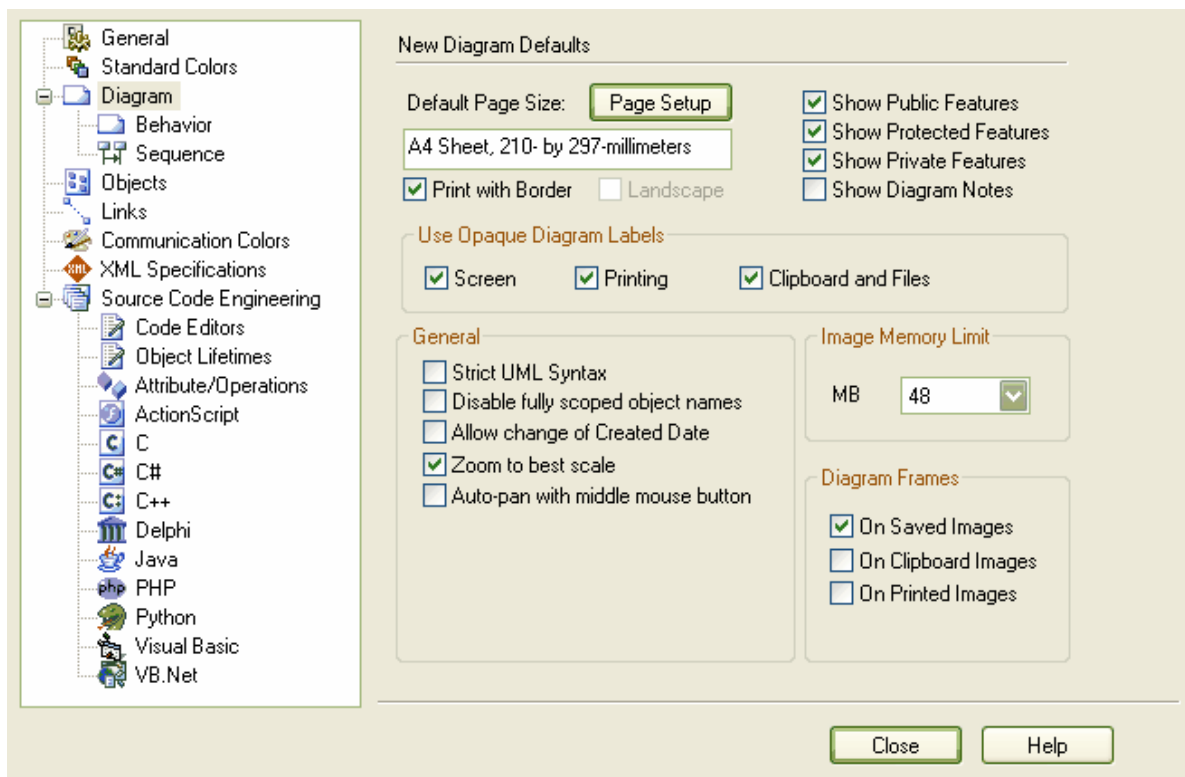 General
Standard Colors
Diagram
Behavior
Sequence
Objects
Links
Communication Colors
XML Specifications
Source Code Engineering
Code Editors
Object Lifetimes
Attribute/Operations
ActionScript
C
C#
C++
Delphi
Java
php PHP
Python
Visual Basic
VB.Net
New Diagram Defaults
Default Page Size: Page Setup
A4 Sheet, 210- by 297-millimeters
Print with Border Landscape
Show Public Features
Show Protected Features
Show Private Features
Show Diagram Notes
Use Opaque Diagram Labels
Screen Printing Clipboard and Files
General
Strict UML Syntax
Disable fully scoped object names
Allow change of Created Date
Zoom to best scale
Auto-pan with middle mouse button
Image Memory Limit
MB 48
Diagram Frames
On Saved Images
On Clipboard Images
On Printed Images
Close Help